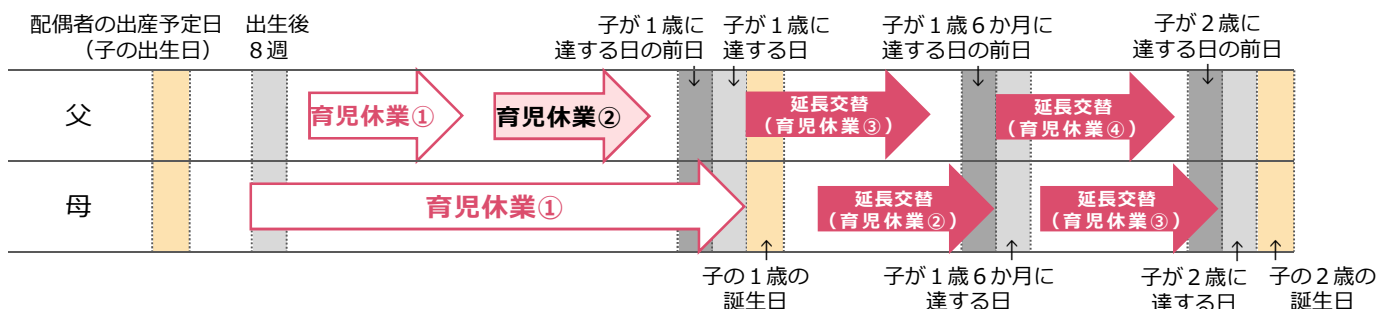 配偶者の出産予定日
（子の出生日）
出生後
８週
子が１歳に
達する日の前日
子が１歳に
達する日
子が１歳６か月に
達する日の前日
子が２歳に
達する日の前日
父
育児休業①
育児休業②
延長交替
（育児休業③）
延長交替
（育児休業④）
母
育児休業①
延長交替
（育児休業②）
延長交替
（育児休業③）
子の１歳の
誕生日
子が１歳６か月に
達する日
子が２歳に
達する日
子の２歳の
誕生日